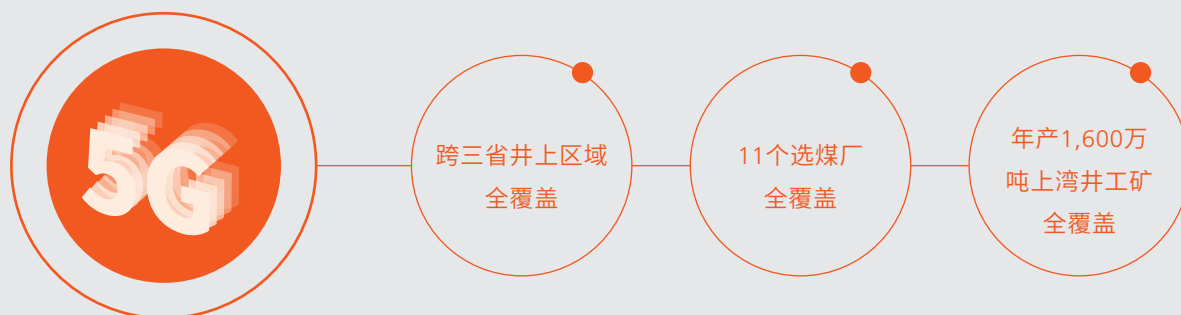 5G
跨三省井上区域
全覆盖
11个选煤厂
全覆盖
年产1,600万
吨上湾井工矿
全覆盖